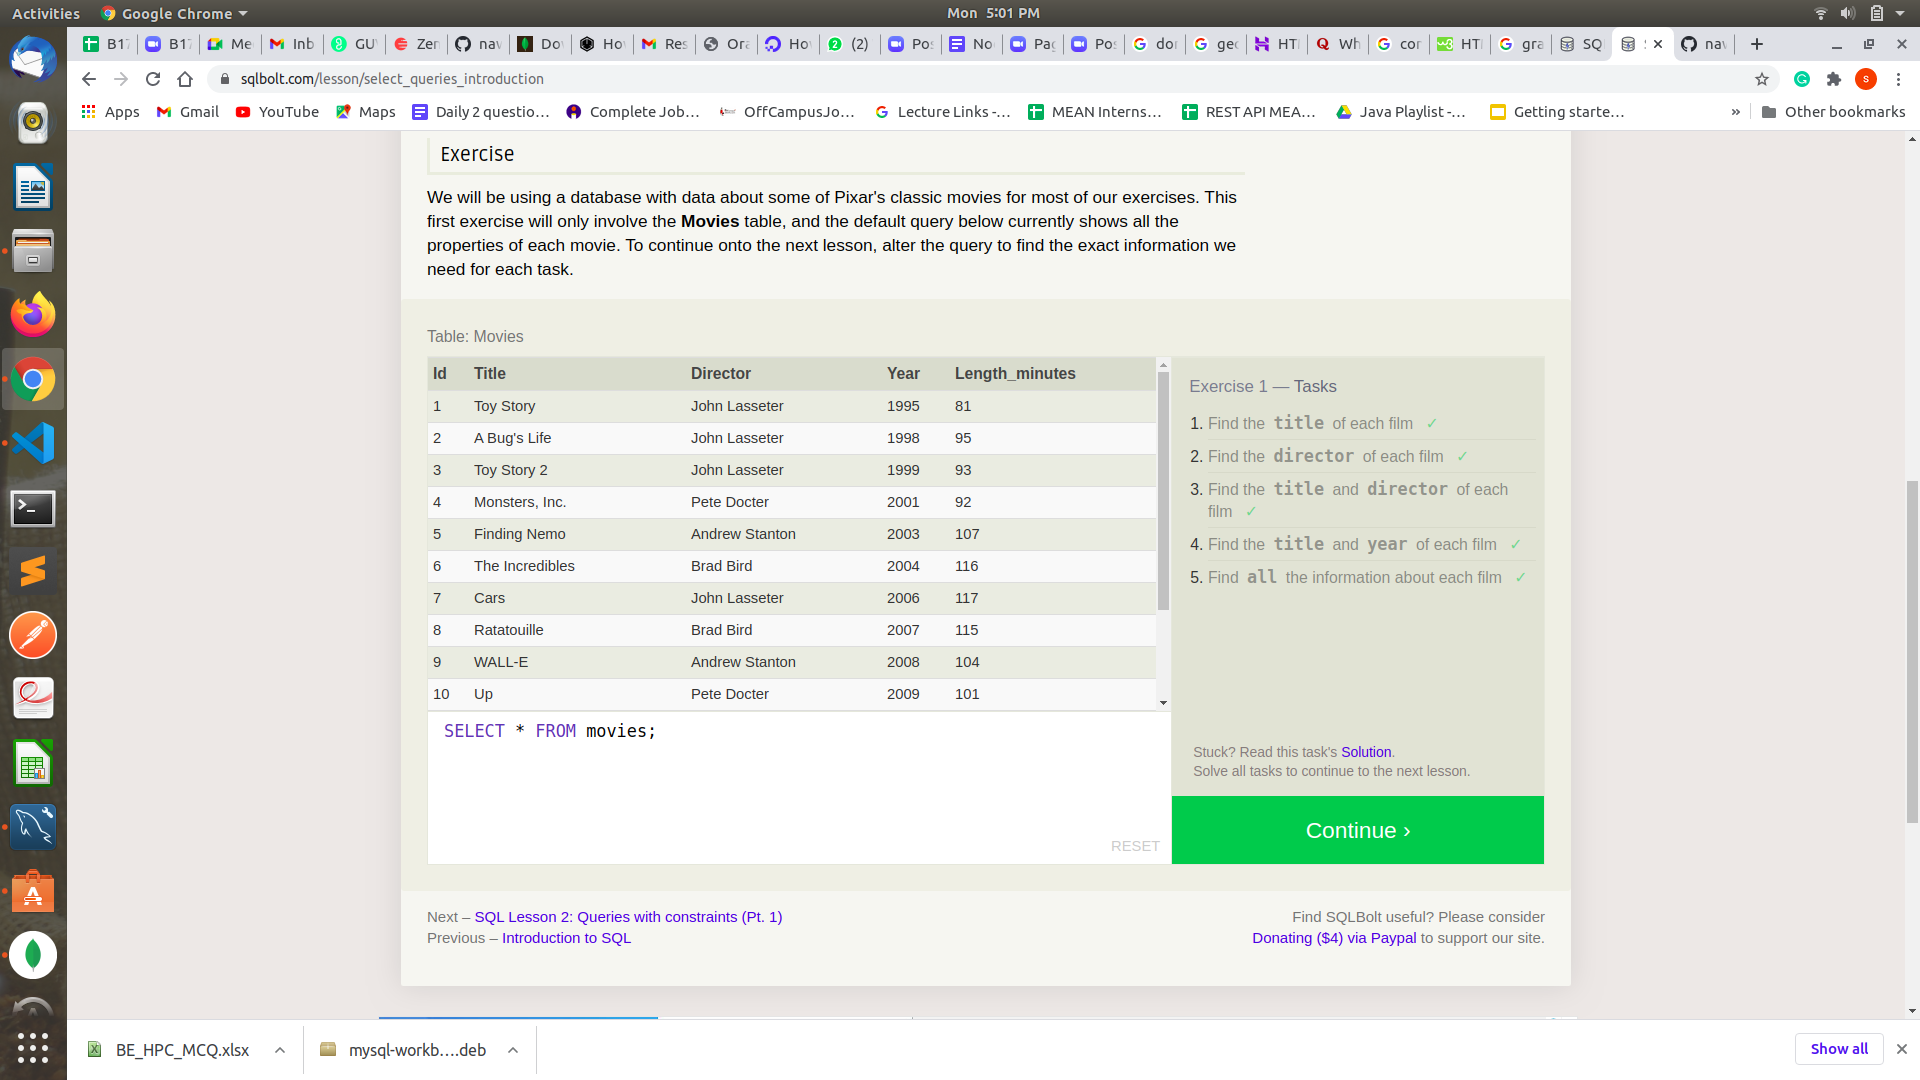 Activities Google Chrome Mon 5:01 PM
B17 B17 Me Inb GU Zen nav Do Ho Res Ora Ho (2) Pos No Pag Pos dor geo HTI Wh cor HTI gra SQ S nav
sqlbolt.com/lesson/select_queries_introduction
Apps Gmail YouTube Maps Daily 2 questio... Complete Job... OffCampusJo... Lecture Links -... MEAN Interns... REST API MEA... Java Playlist -... Getting starte... » Other bookmarks
Exercise
We will be using a database with data about some of Pixar's classic movies for most of our exercises. This
first exercise will only involve the Movies table, and the default query below currently shows all the
properties of each movie. To continue onto the next lesson, alter the query to find the exact information we
need for each task.
Table: Movies
Id Title Director Year Length_minutes
1 Toy Story John Lasseter 1995 81
2 A Bug's Life John Lasseter 1998 95
3 Toy Story 2 John Lasseter 1999 93
4 Monsters, Inc. Pete Docter 2001 92
5 Finding Nemo Andrew Stanton 2003 107
6 The Incredibles Brad Bird 2004 116
7 Cars John Lasseter 2006 117
8 Ratatouille Brad Bird 2007 115
9 WALL-E Andrew Stanton 2008 104
10 Up Pete Docter 2009 101
SELECT * FROM movies;
RESET
Exercise 1 — Tasks
1. Find the title of each film ✓
2. Find the director of each film ✓
3. Find the title and director of each
film ✓
4. Find the title and year of each film ✓
5. Find all the information about each film ✓
Stuck? Read this task's Solution.
Solve all tasks to continue to the next lesson.
Continue ›
Next – SQL Lesson 2: Queries with constraints (Pt. 1)
Previous – Introduction to SQL
Find SQLBolt useful? Please consider
Donating ($4) via Paypal to support our site.
BE_HPC_MCQ.xlsx mysql-workb....deb Show all